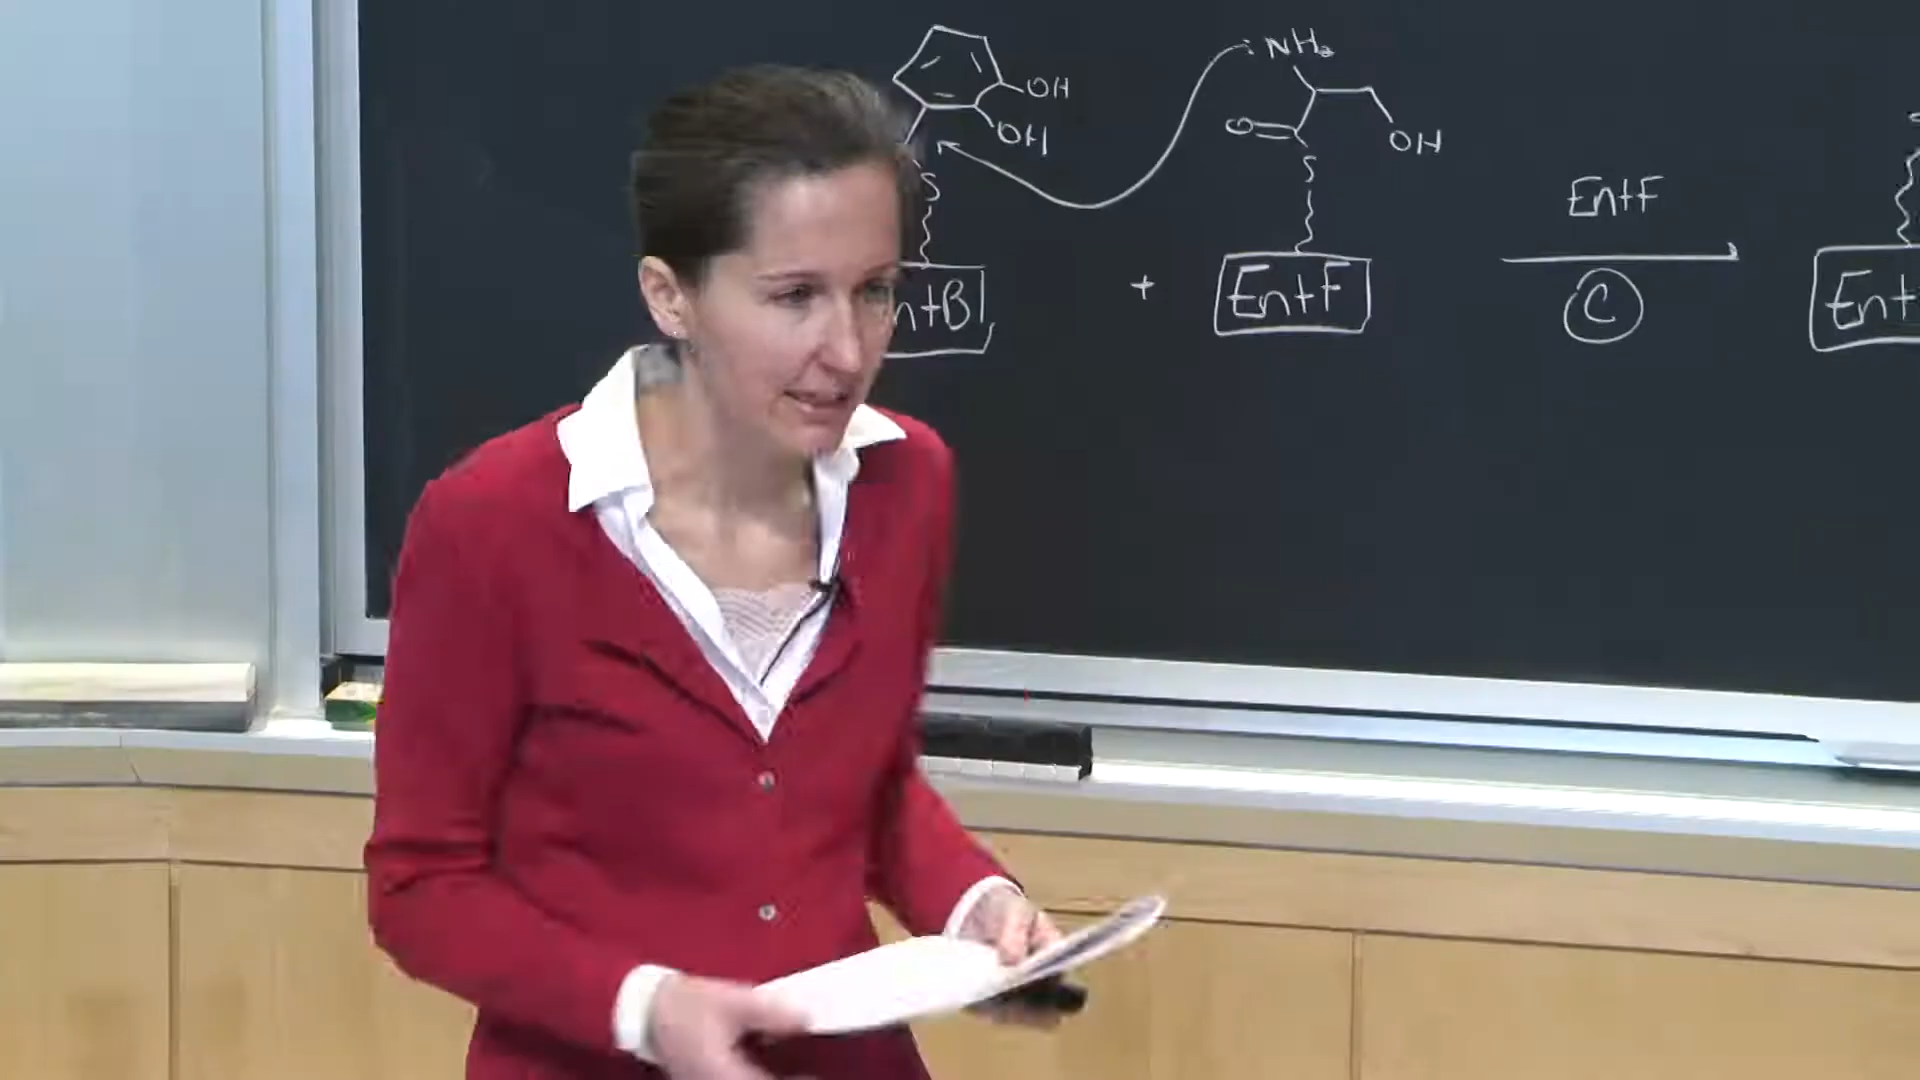 OH
OH
S
ntB
NH₂
O
OH
S
+
EntF
EntF
C
Ent